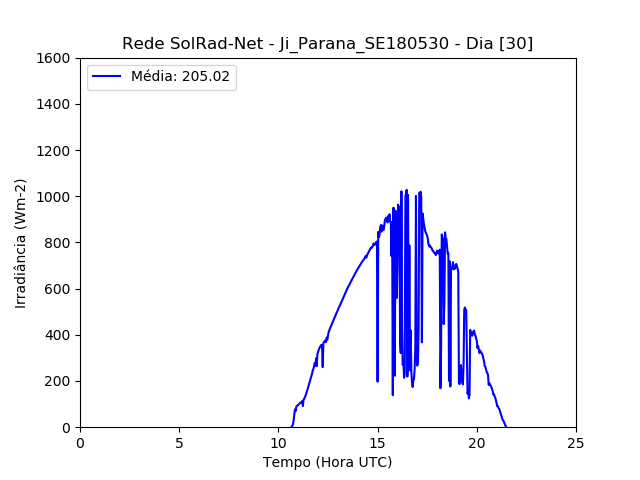 Rede SolRad-Net - Ji_Parana_SE180530 - Dia [30]
Média: 205.02
Irradiância (Wm-2)
1600
1400
1200
1000
800
600
400
200
0
0 5 10 15 20 25
Tempo (Hora UTC)